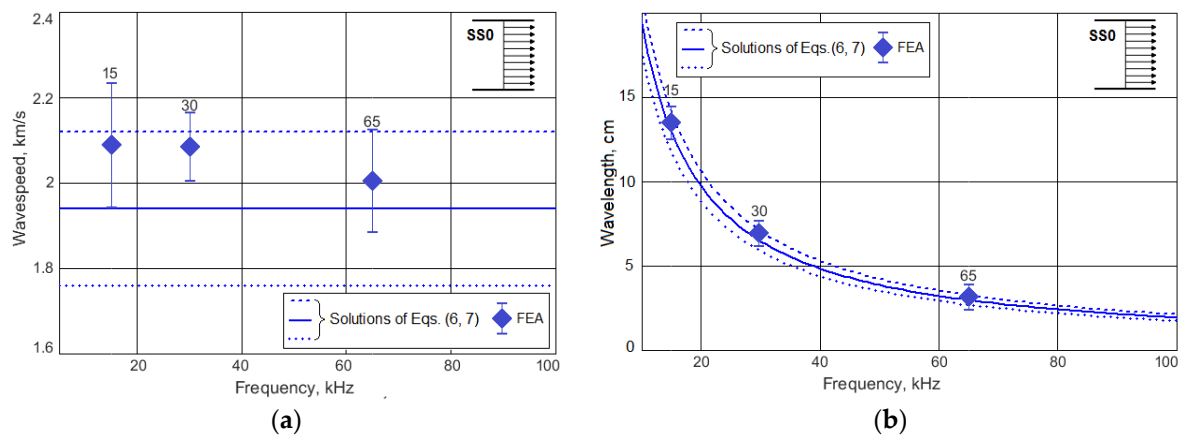 2.4
2.2
2
1.8
1.6
Wavespeed, km/s
SS0
15
30
65
Solutions of Eqs. (6, 7)
FEA
20
40
60
80
100
Frequency, kHz
(a)
15
10
5
0
Wavelength, cm
Solutions of Eqs.(6, 7)
FEA
SS0
15
30
65
20
40
60
80
100
Frequency, kHz
(b)